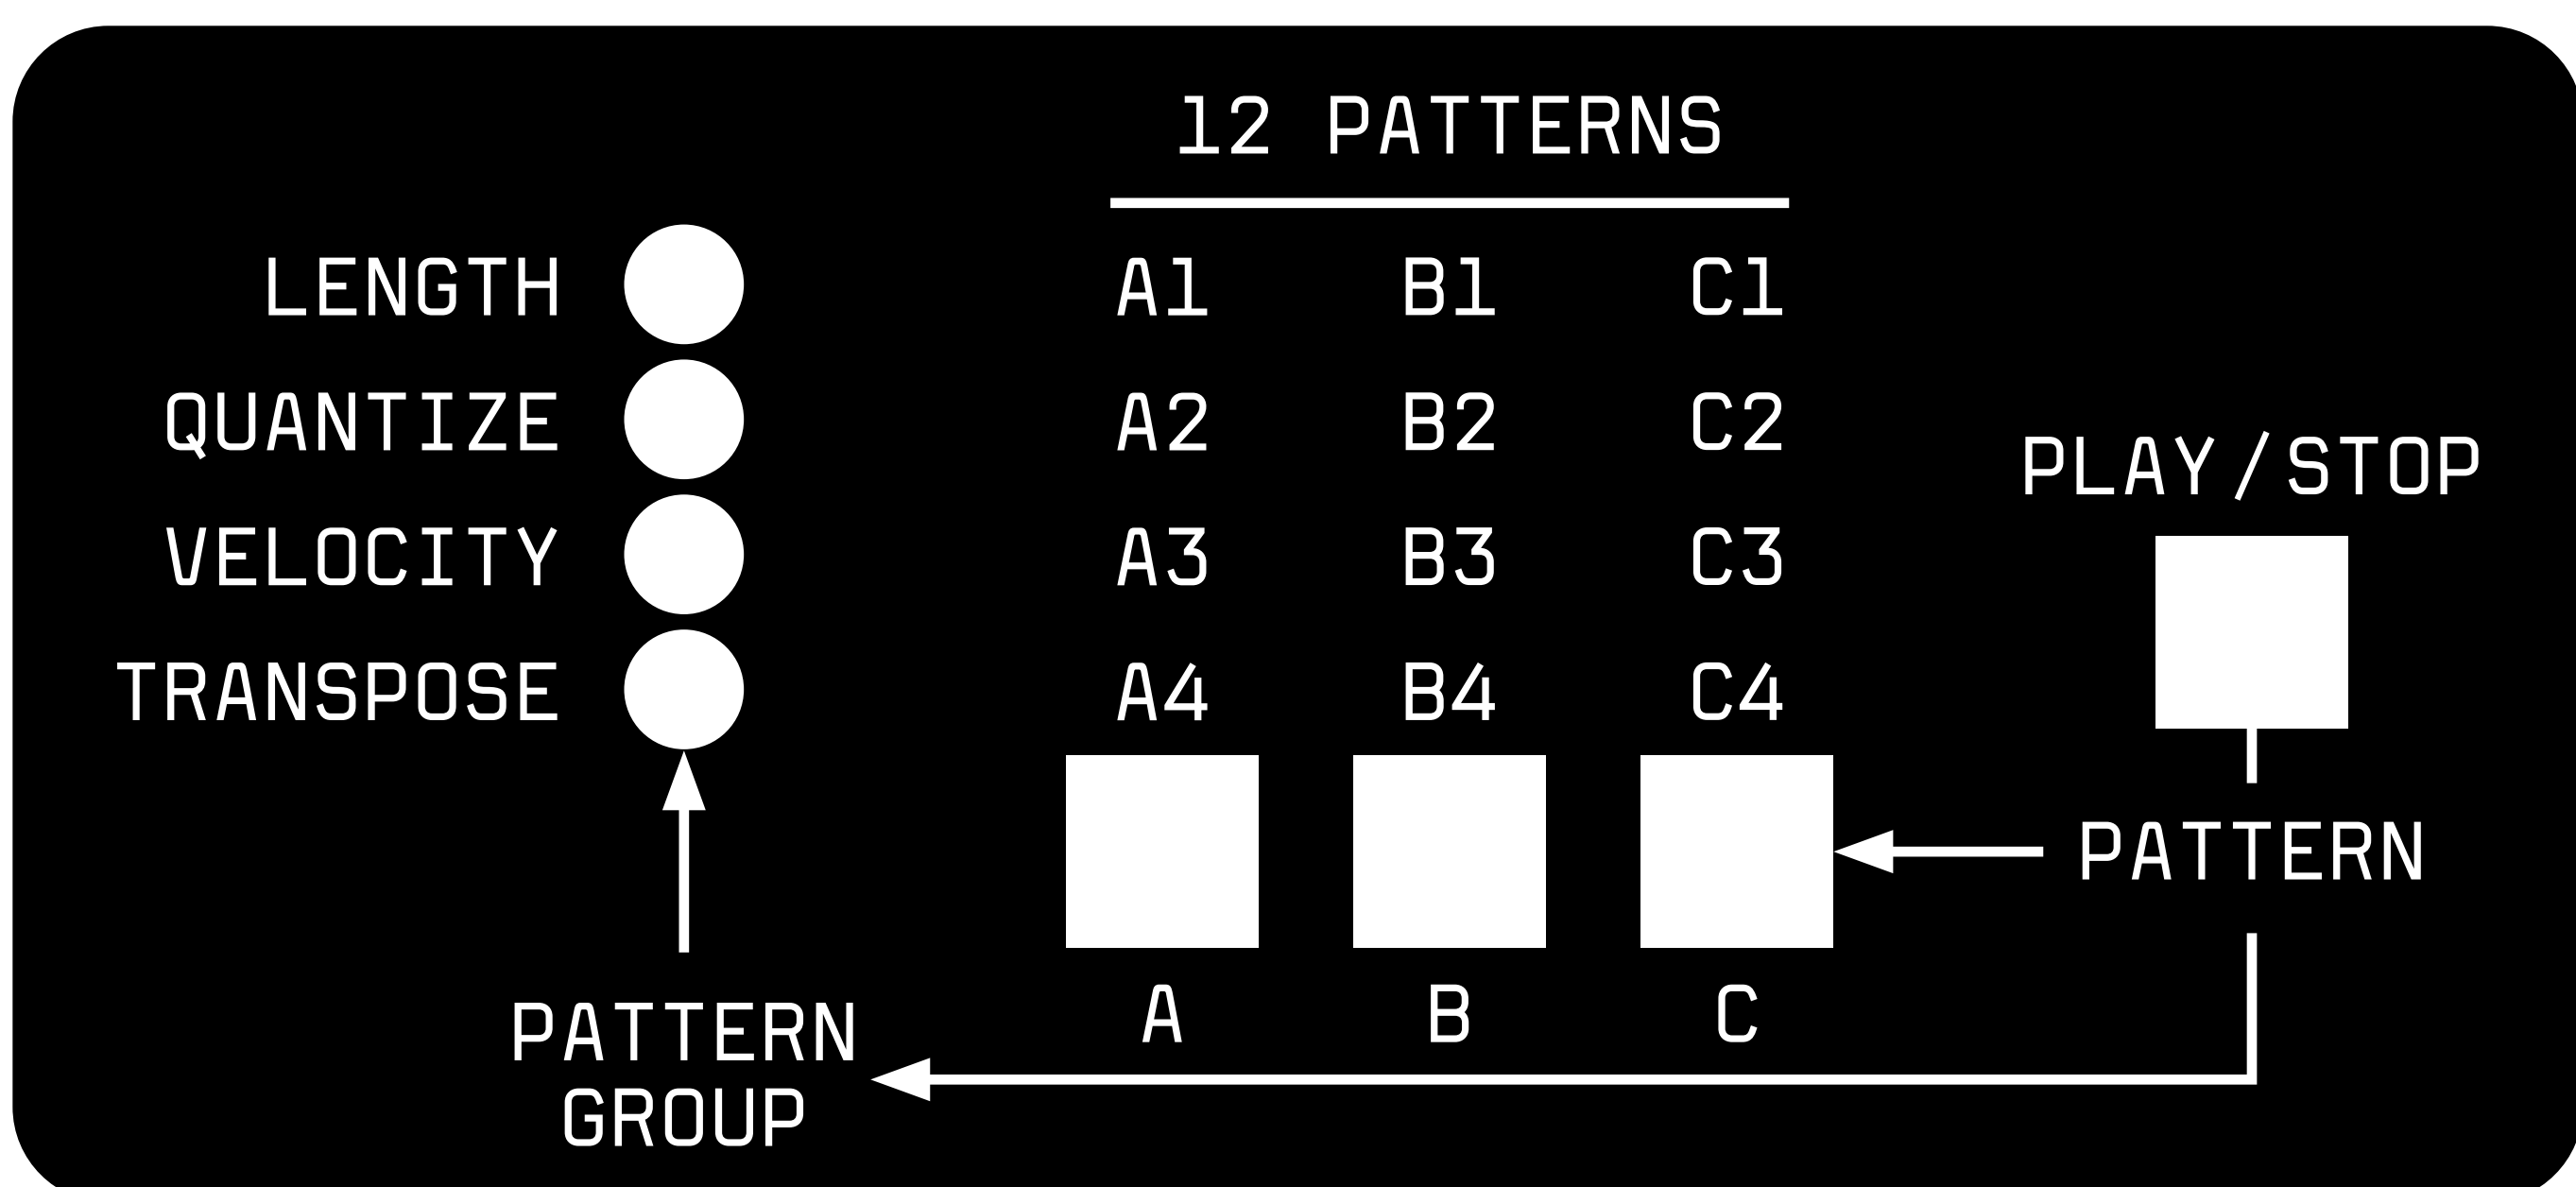 12 PATTERNS
LENGTH A1 B1 C1
QUANTIZE A2 B2 C2
VELOCITY A3 B3 C3
TRANSPOSE A4 B4 C4
PLAY/STOP
PATTERN
A B C
PATTERN
GROUP